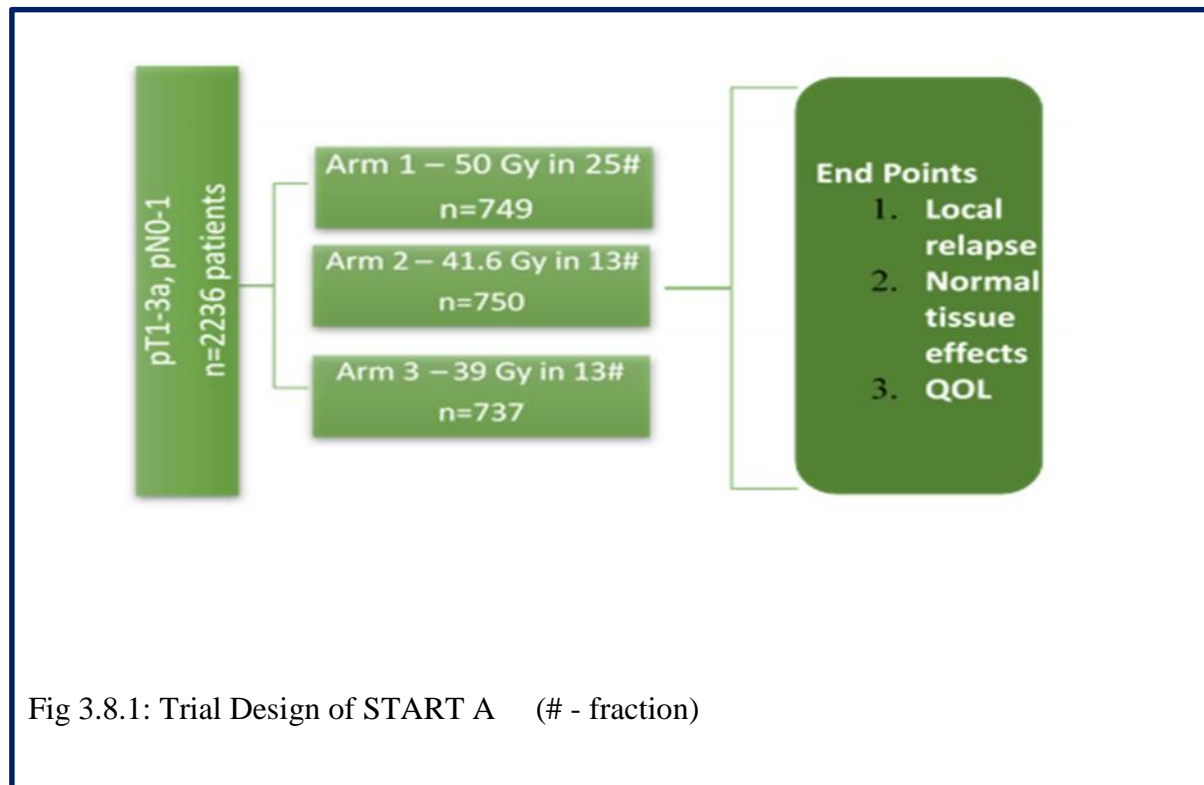 pT1-3a, pN0-1
n=2236 patients
Arm 1 – 50 Gy in 25#
n=749
Arm 2 – 41.6 Gy in 13#
n=750
Arm 3 – 39 Gy in 13#
n=737
End Points
1. Local
relapse
2. Normal
tissue
effects
3. QOL
Fig 3.8.1: Trial Design of START A (# - fraction)